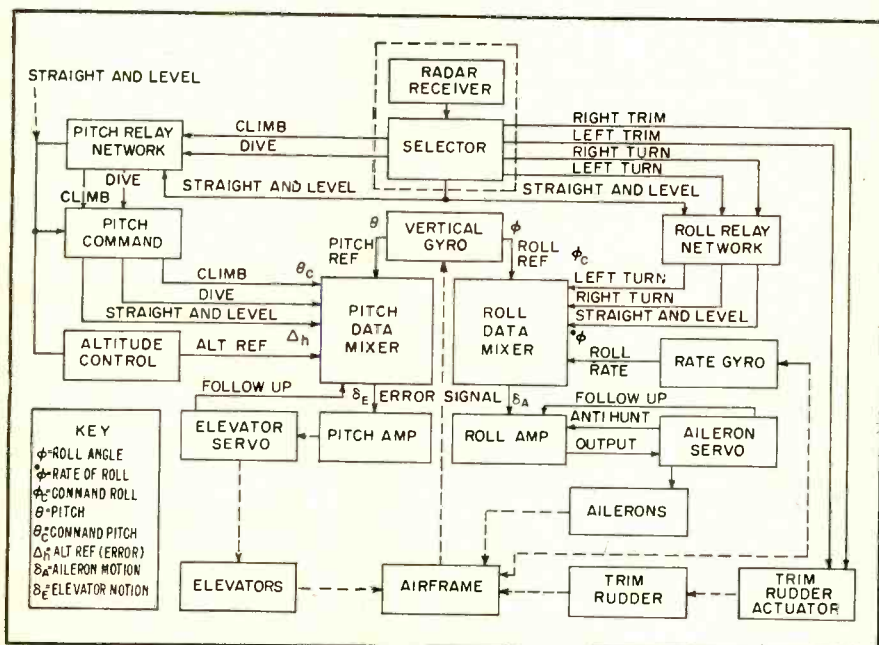 STRAIGHT AND LEVEL
RADAR
RECEIVER
SELECTOR
PITCH RELAY
NETWORK
CLIMB
DIVE
RIGHT TRIM
LEFT TRIM
RIGHT TURN
LEFT TURN
STRAIGHT AND LEVEL
STRAIGHT AND LEVEL
CLIMB
DIVE
PITCH
COMMAND
θ
PITCH
REF
VERTICAL
GYRO
ϕ
ROLL
REF
ROLL RELAY
NETWORK
θC
CLIMB
DIVE
STRAIGHT AND LEVEL
ϕC
LEFT TURN
RIGHT TURN
STRAIGHT AND LEVEL
PITCH
DATA
MIXER
ROLL
DATA
MIXER
ALTITUDE
CONTROL
Δh
ALT REF
•ϕ
ROLL
RATE
RATE GYRO
FOLLOW UP
δE
ERROR SIGNAL
δA
FOLLOW UP
ANTI HUNT
OUTPUT
ELEVATOR
SERVO
PITCH AMP
ROLL AMP
AILERON
SERVO
AILERONS
ELEVATORS
AIRFRAME
TRIM
RUDDER
TRIM
RUDDER
ACTUATOR
KEY
ϕ=ROLL ANGLE
•ϕ=RATE OF ROLL
ϕC=COMMAND ROLL
θ=PITCH
θC=COMMAND PITCH
Δh=ALT REF (ERROR)
δA=AILERON MOTION
δE=ELEVATOR MOTION